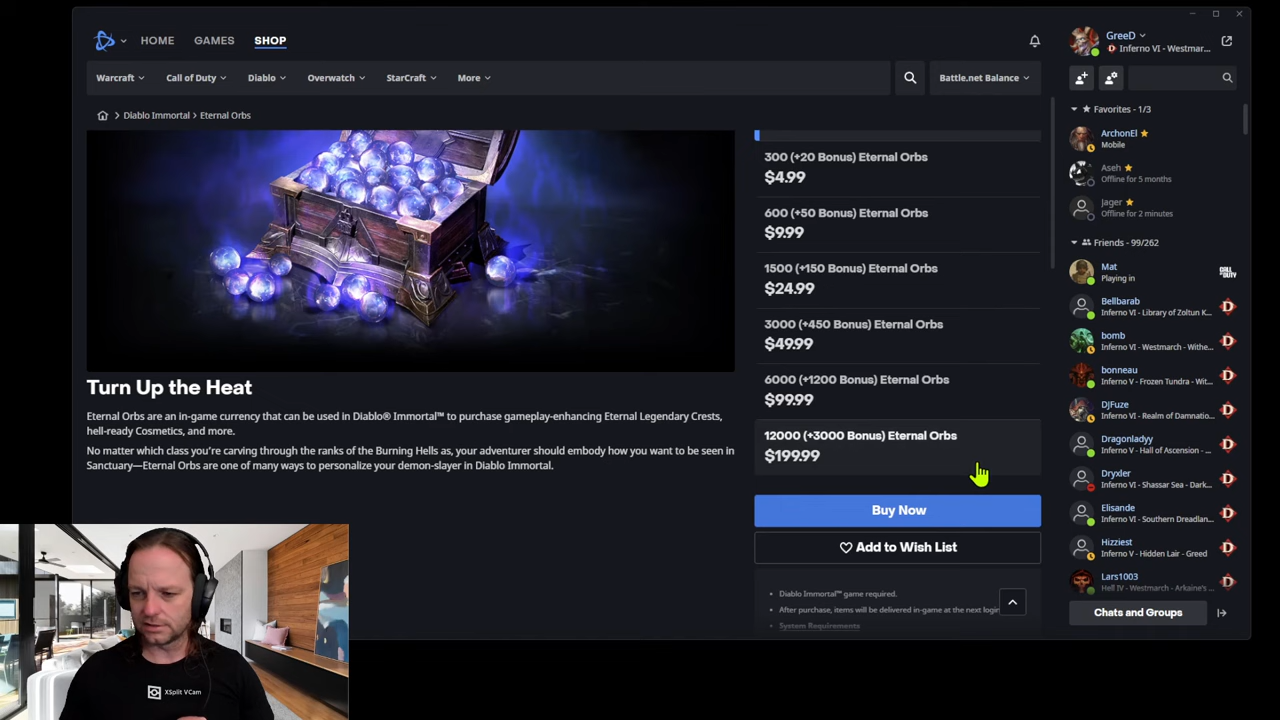 HOME
GAMES
SHOP
GreeD
Inferno VI - Westmar...
Warcraft
Call of Duty
Diablo
Overwatch
StarCraft
More
Battle.net Balance
Diablo Immortal
Eternal Orbs
300 (+20 Bonus) Eternal Orbs
$4.99
600 (+50 Bonus) Eternal Orbs
$9.99
1500 (+150 Bonus) Eternal Orbs
$24.99
3000 (+450 Bonus) Eternal Orbs
$49.99
6000 (+1200 Bonus) Eternal Orbs
$99.99
12000 (+3000 Bonus) Eternal Orbs
$199.99
Buy Now
Add to Wish List
Diablo Immortal™ game required.
After purchase, items will be delivered in-game at the next login
System Requirements
Turn Up the Heat
Eternal Orbs are an in-game currency that can be used in Diablo® Immortal™ to purchase gameplay-enhancing Eternal Legendary Crests,
hell-ready Cosmetics, and more.
No matter which class you're carving through the ranks of the Burning Hells as, your adventurer should embody how you want to be seen in
Sanctuary—Eternal Orbs are one of many ways to personalize your demon-slayer in Diablo Immortal.
Favorites - 1/3
ArchonEl
Mobile
Aseh
Offline for 5 months
Jager
Offline for 2 minutes
Friends - 99/262
Mat
Playing in
CALL OF DUTY
Bellbarab
Inferno VI - Library of Zoltun K...
bomb
Inferno VI - Westmarch - Withe...
bonneau
Inferno V - Frozen Tundra - Wit...
DjFuze
Inferno VI - Realm of Damnatio...
Dragonladyy
Inferno V - Hall of Ascension - ...
Dryxler
Inferno VI - Shassar Sea - Dark...
Elisande
Inferno VI - Southern Dreadlan...
Hizziest
Inferno V - Hidden Lair - Greed
Lars1003
Hell IV - Westmarch - Arkaine's ...
Chats and Groups
XSplit VCam